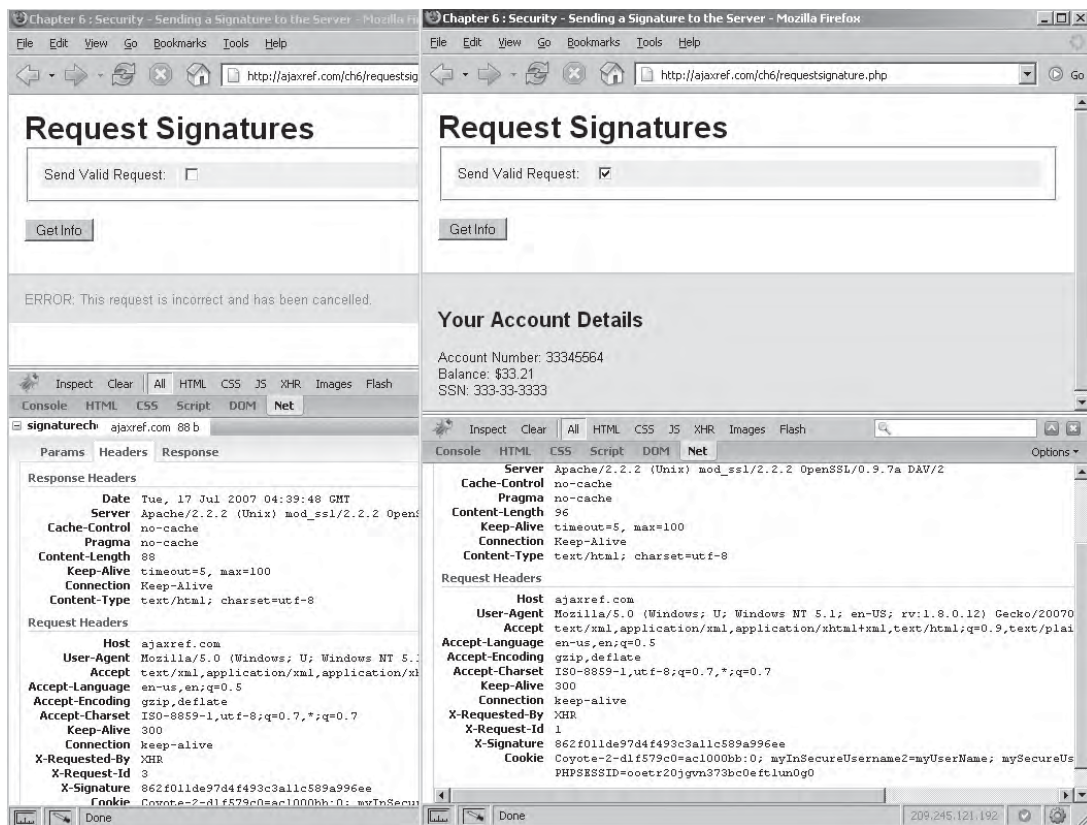 Chapter 6 : Security - Sending a Signature to the Server - Mozilla
File Edit View Go Bookmarks Tools Help
http://ajaxref.com/ch6/requestsig
Request Signatures
Send Valid Request:
Get Info
ERROR: This request is incorrect and has been cancelled.
Inspect Clear All HTML CSS JS XHR Images Flash
Console HTML CSS Script DOM Net
signaturech ajaxref.com 88 b
Params Headers Response
Response Headers
Date Tue, 17 Jul 2007 04:39:48 GMT
Server Apache/2.2.2 (Unix) mod_ssl/2.2.2 OpenS
Cache-Control no-cache
Pragma no-cache
Content-Length 88
Keep-Alive timeout=5, max=100
Connection Keep-Alive
Content-Type text/html; charset=utf-8
Request Headers
Host ajaxref.com
User-Agent Mozilla/5.0 (Windows; U; Windows NT 5.
Accept text/xml,application/xml,application/xh
Accept-Language en-us,en;q=0.5
Accept-Encoding gzip,deflate
Accept-Charset ISO-8859-1,utf-8;q=0.7,*;q=0.7
Keep-Alive 300
Connection keep-alive
X-Requested-By XHR
X-Request-Id 3
X-Signature 862f011de97d4f493c3a11c589a996ee
Cookie Coyote-2-d1f579c0=ac1000bb:0; myInSecur
Done
Chapter 6 : Security - Sending a Signature to the Server - Mozilla Firefox
File Edit View Go Bookmarks Tools Help
http://ajaxref.com/ch6/requestsignature.php Go
Request Signatures
Send Valid Request:
Get Info
Your Account Details
Account Number: 33345564
Balance: $33.21
SSN: 333-33-3333
Inspect Clear All HTML CSS JS XHR Images Flash
Console HTML CSS Script DOM Net Options
Server Apache/2.2.2 (Unix) mod_ssl/2.2.2 OpenSSL/0.9.7a DAV/2
Cache-Control no-cache
Pragma no-cache
Content-Length 96
Keep-Alive timeout=5, max=100
Connection Keep-Alive
Content-Type text/html; charset=utf-8
Request Headers
Host ajaxref.com
User-Agent Mozilla/5.0 (Windows; U; Windows NT 5.1; en-US; rv:1.8.0.12) Gecko/20070
Accept text/xml,application/xml,application/xhtml+xml,text/html;q=0.9,text/plai
Accept-Language en-us,en;q=0.5
Accept-Encoding gzip,deflate
Accept-Charset ISO-8859-1,utf-8;q=0.7,*;q=0.7
Keep-Alive 300
Connection keep-alive
X-Requested-By XHR
X-Request-Id 1
X-Signature 862f011de97d4f493c3a11c589a996ee
Cookie Coyote-2-d1f579c0=ac1000bb:0; myInSecureUsername2=myUserName; mySecureUs
PHPSESSID=ooetr20jgvn373bc0eftlun0g0
Done 209.245.121.192